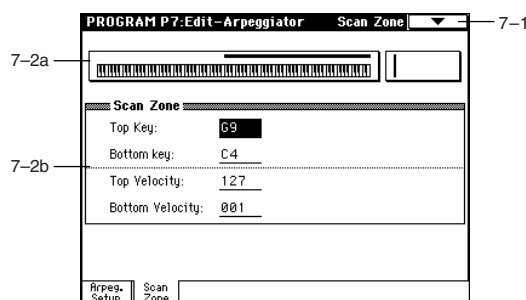 PROGRAM P7:Edit-Arpeggiator Scan Zone
7-1
7-2a
Scan Zone
Top Key: G9
Bottom key: C4
7-2b
Top Velocity: 127
Bottom Velocity: 001
Arpeg. Setup
Scan Zone